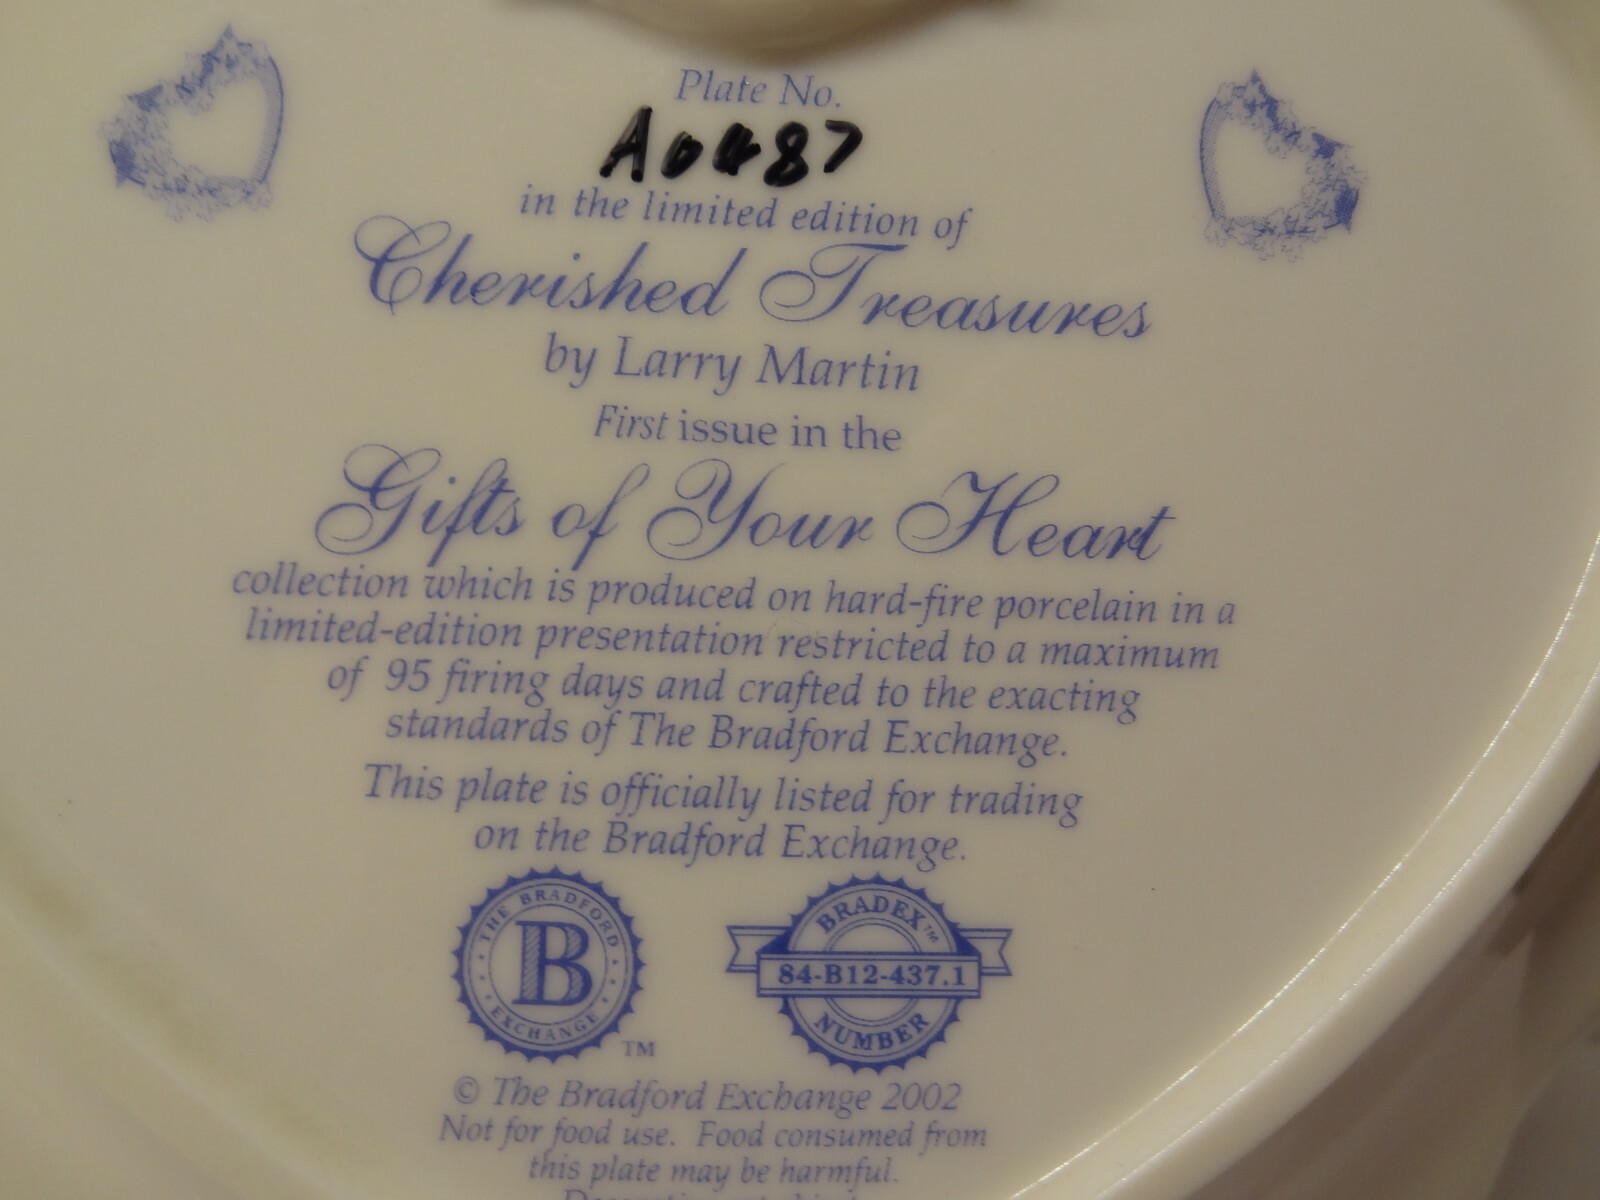 Plate No.
A0487
in the limited edition of
Cherished Treasures
by Larry Martin
First issue in the
Gifts of Your Heart
collection which is produced on hard-fire porcelain in a
limited-edition presentation restricted to a maximum
of 95 firing days and crafted to the exacting
standards of The Bradford Exchange.
This plate is officially listed for trading
on the Bradford Exchange.
THE BRADFORD
B
EXCHANGE
TM
BRADEX™
84-B12-437.1
NUMBER
© The Bradford Exchange 2002
Not for food use. Food consumed from
this plate may be harmful.